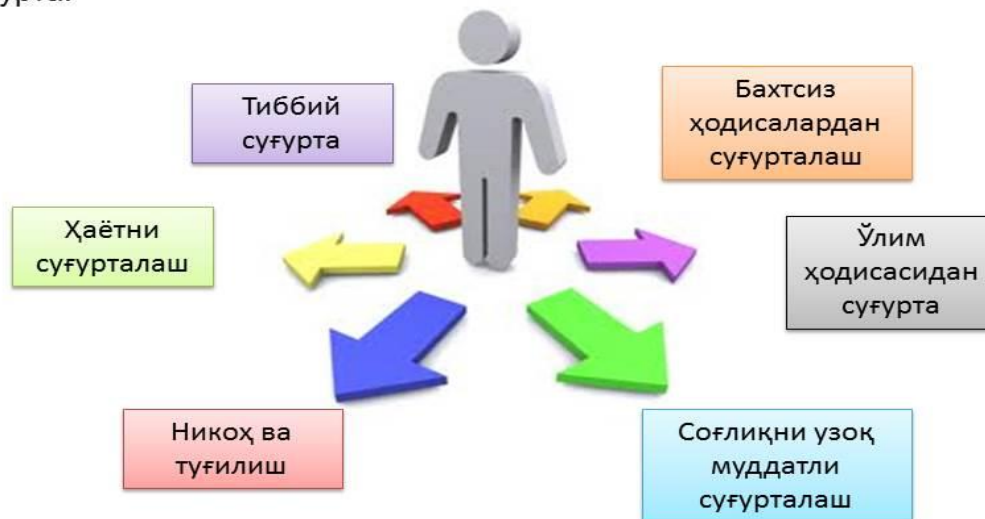 Тиббий
суғурта
Бахтсиз
ҳодисалардан
суғурталаш
Ҳаётни
суғурталаш
Ўлим
ҳодисасидан
суғурта
Никоҳ ва
туғилиш
Соғлиқни узоқ
муддатли
суғурталаш